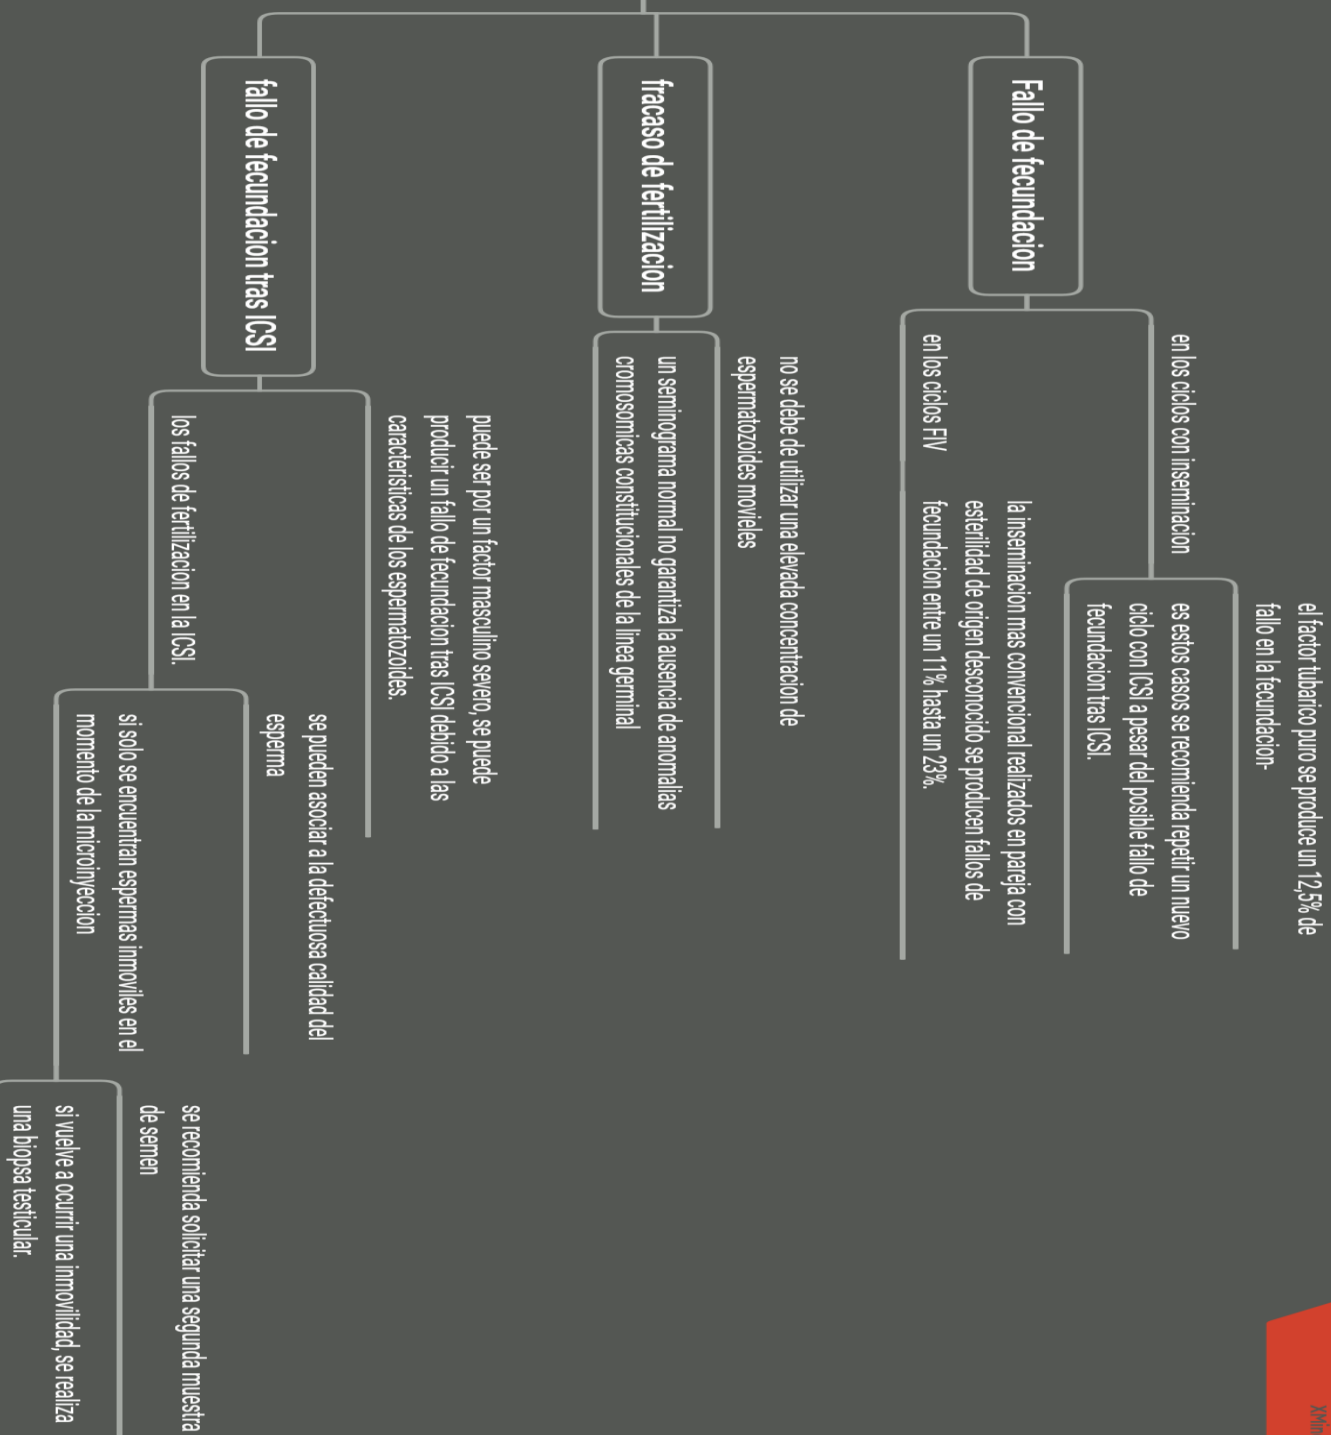 Fallo de fecundacion
en los ciclos con inseminacion
el factor tubarico puro se produce un 12,5% de
fallo en la fecundacion-
es estos casos se recomienda repetir un nuevo
ciclo con ICSI a pesar del posible fallo de
fecundacion tras ICSI.
en los ciclos FIV
la inseminacion mas convencional realizados en pareja con
esterilidad de origen desconocido se producen fallos de
fecundacion entre un 11% hasta un 23%.
fracaso de fertilizacion
no se debe de utilizar una elevada concentracion de
espermatozoides movieles
un seminograma normal no garantiza la ausencia de anomalias
cromosomicas constitucionales de la linea germinal
fallo de fecundacion tras ICSI
puede ser por un factor masculino severo, se puede
producir un fallo de fecundacion tras ICSI debido a las
caracteristicas de los espermatozoides.
los fallos de fertilizacion en la ICSI.
se pueden asociar a la defectuosa calidad del
esperma
si solo se encuentran espermas inmoviles en el
momento de la microinyeccion
se recomienda solicitar una segunda muestra
de semen
si vuelve a ocurrir una inmovilidad, se realiza
una biopsa testicular.